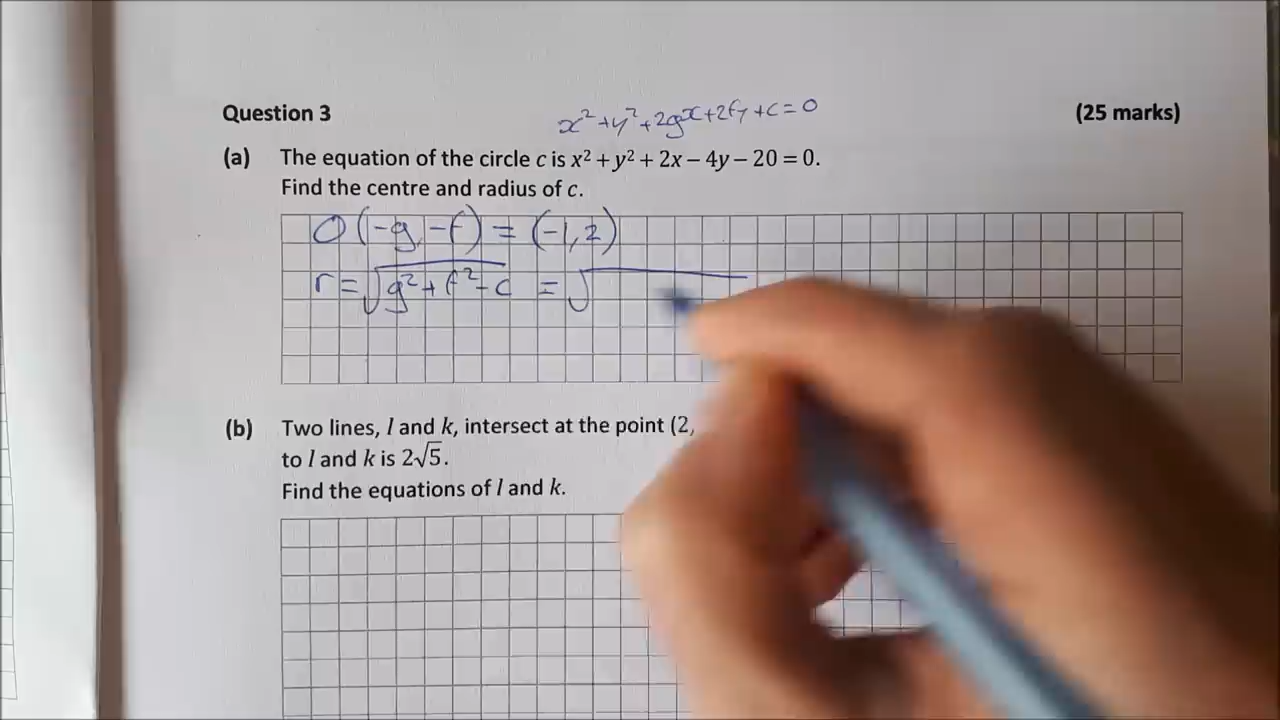 Question 3 x²+y²+2gx+2fy+c=0 (25 marks)
(a) The equation of the circle c is x² + y² + 2x – 4y – 20 = 0.
Find the centre and radius of c.
O(-g,-f) = (-1,2)
r=√g²+f²-c =√
(b) Two lines, l and k, intersect at the point (2,
to l and k is 2√5.
Find the equations of l and k.